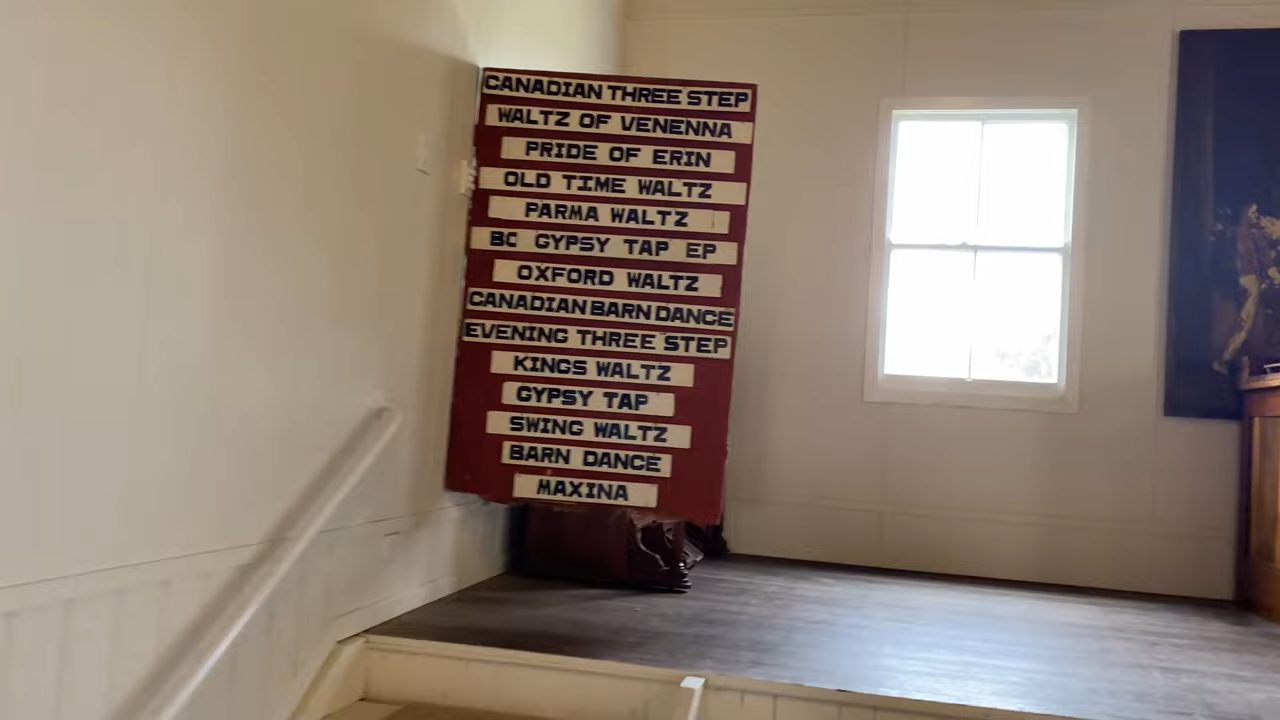 CANADIAN THREE STEP
WALTZ OF VENENNA
PRIDE OF ERIN
OLD TIME WALTZ
PARMA WALTZ
BC GYPSY TAP EP
OXFORD WALTZ
CANADIAN BARN DANCE
EVENING THREE STEP
KINGS WALTZ
GYPSY TAP
SWING WALTZ
BARN DANCE
MAXINA